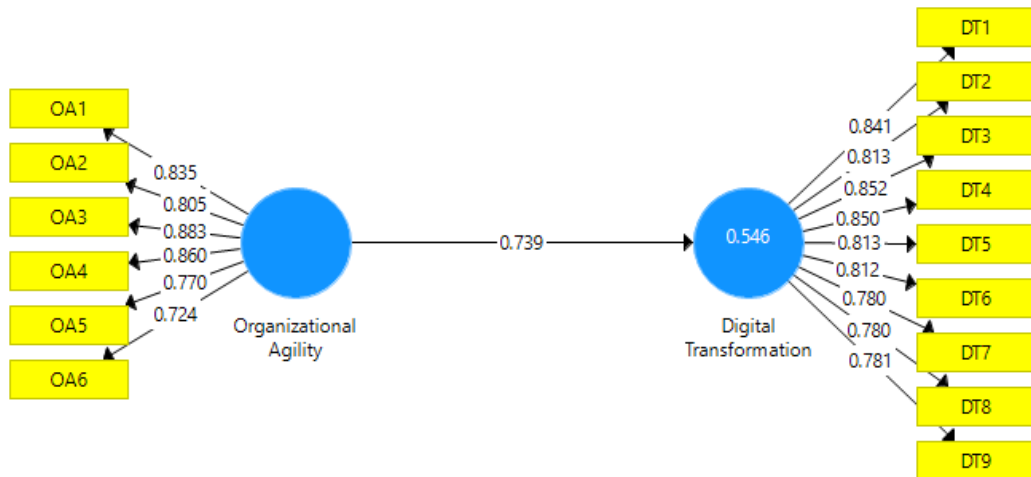 OA1
OA2
OA3
OA4
OA5
OA6
0.835
0.805
0.883
0.860
0.770
0.724
Organizational
Agility
0.739
0.546
Digital
Transformation
0.841
0.813
0.852
0.850
0.813
0.812
0.780
0.780
0.781
DT1
DT2
DT3
DT4
DT5
DT6
DT7
DT8
DT9